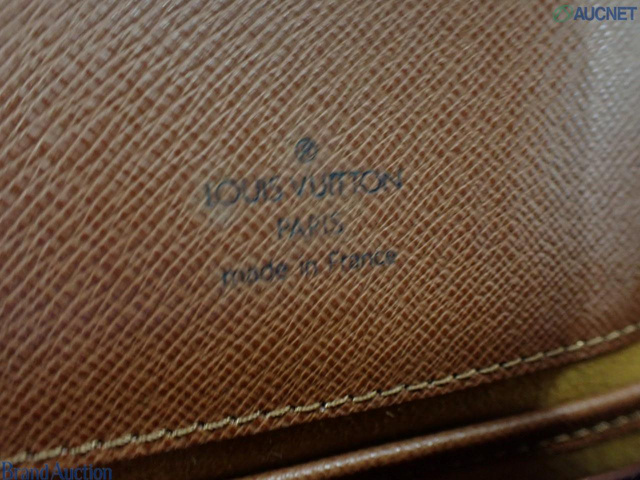 AUCNET
LOUIS VUITTON
PARIS
made in France
Brand Auction